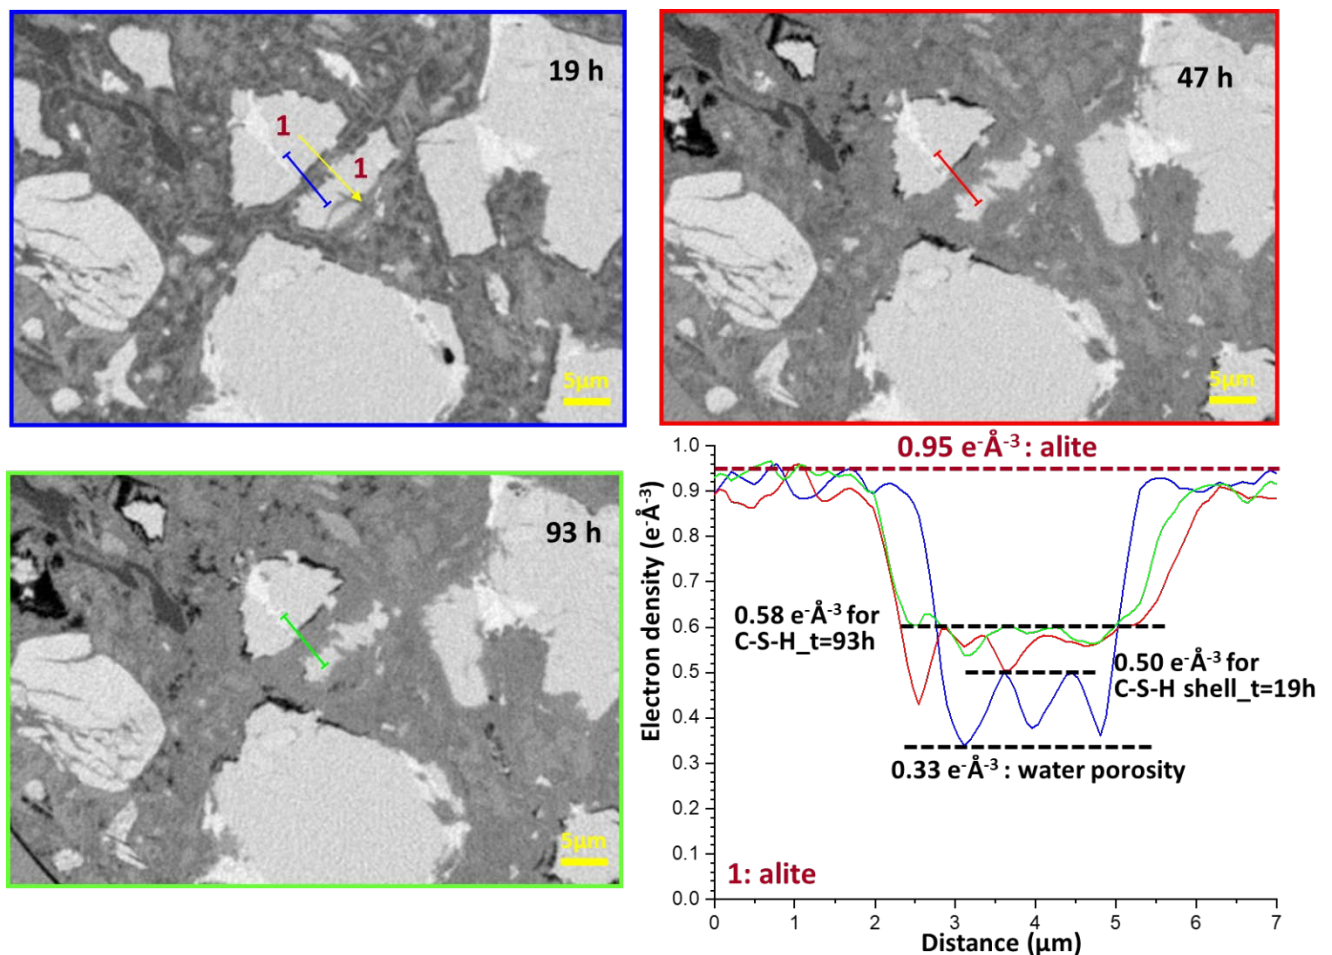 19 h
1
1
5μm
47 h
5μm
93 h
5μm
1.0
0.9
0.8
0.7
0.6
0.5
0.4
0.3
0.2
0.1
0.0
Electron density (e⁻Å⁻³)
0.95 e⁻Å⁻³ : alite
0.58 e⁻Å⁻³ for
C-S-H_t=93h
0.50 e⁻Å⁻³ for
C-S-H shell_t=19h
0.33 e⁻Å⁻³ : water porosity
1: alite
0 1 2 3 4 5 6 7
Distance (μm)